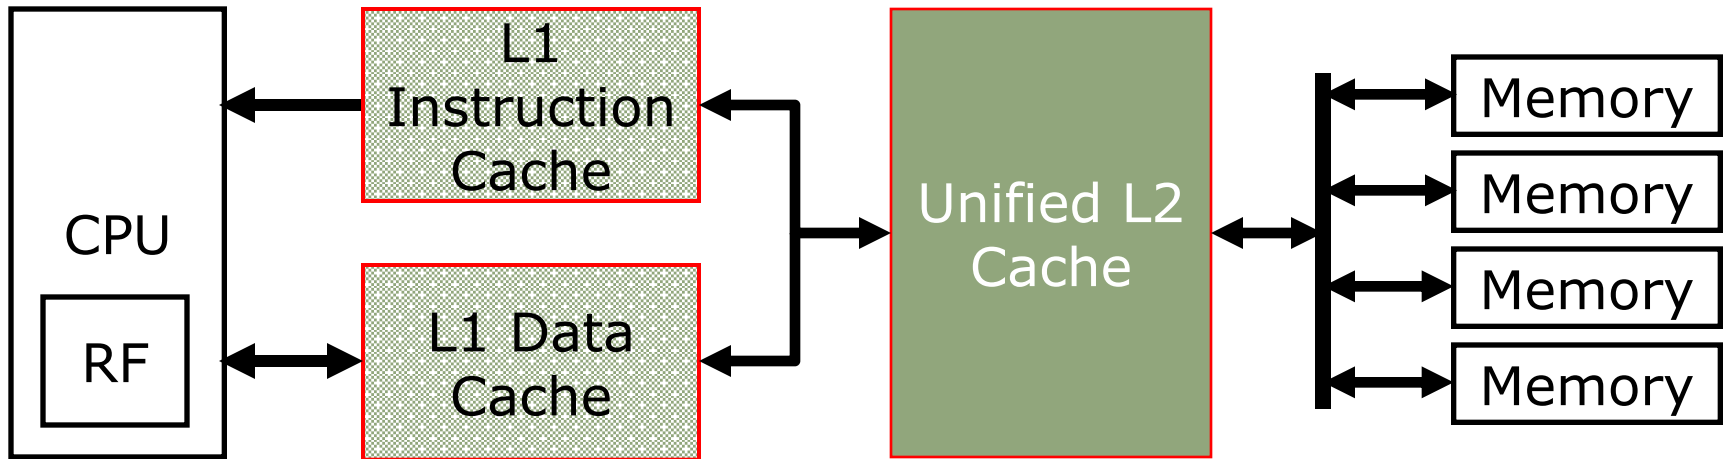 CPU
RF
L1
Instruction
Cache
L1 Data
Cache
Unified L2
Cache
Memory
Memory
Memory
Memory